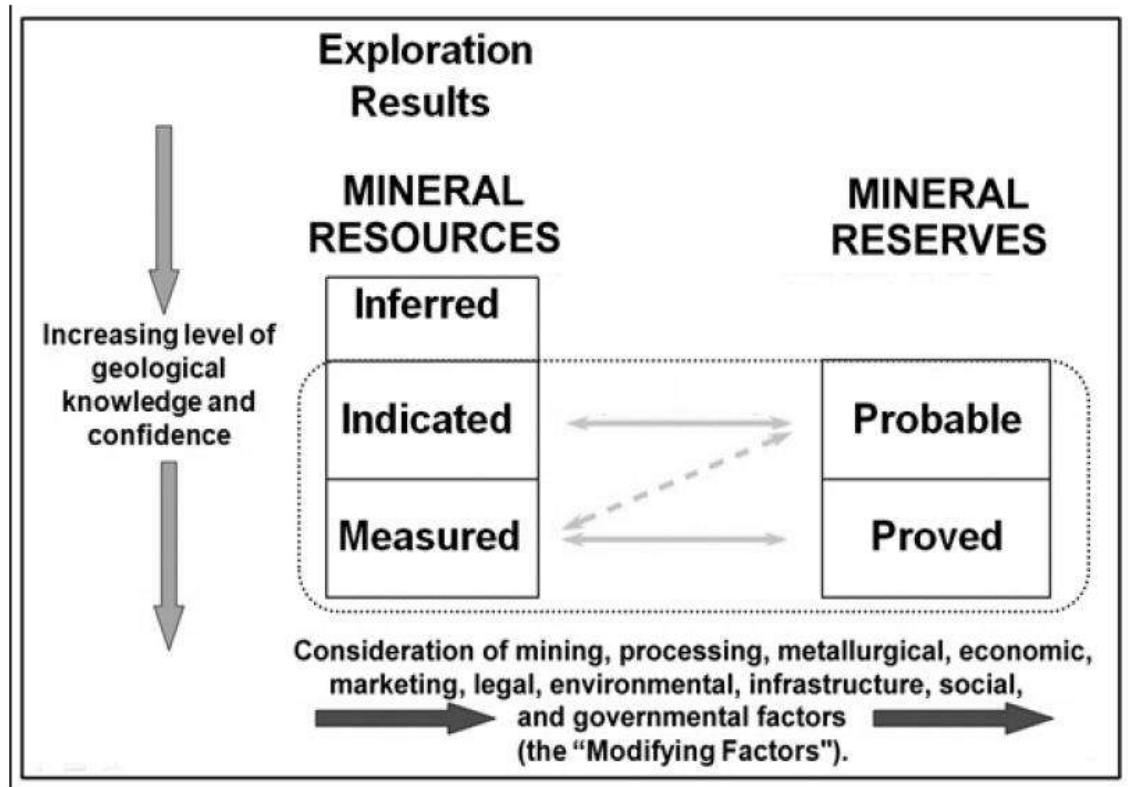 Exploration
Results
MINERAL
RESOURCES
MINERAL
RESERVES
Inferred
Increasing level of
geological
knowledge and
confidence
Indicated
Probable
Measured
Proved
Consideration of mining, processing, metallurgical, economic,
marketing, legal, environmental, infrastructure, social,
and governmental factors
(the “Modifying Factors").